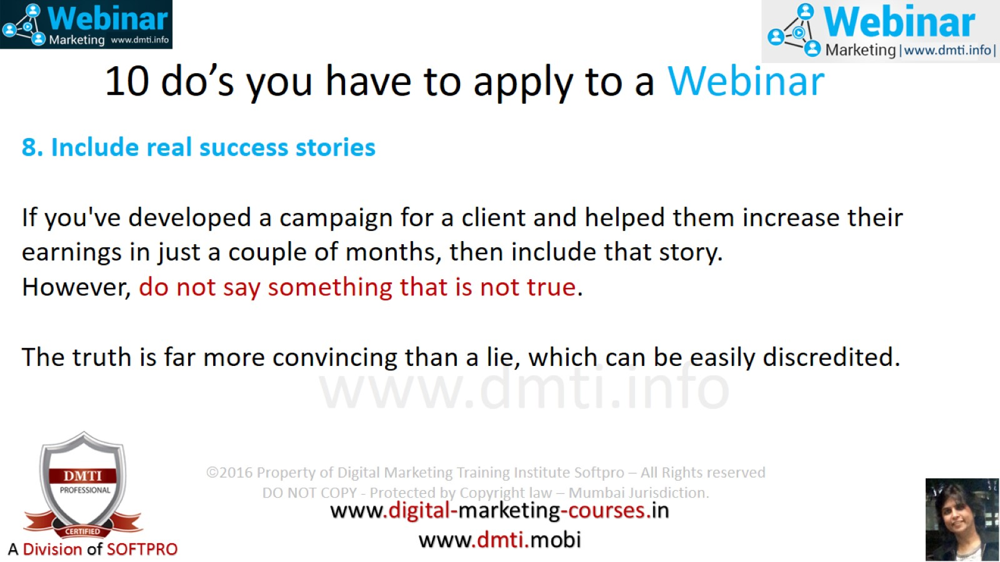 Webinar
Marketing www.dmti.info
Webinar
Marketing|www.dmti.info|
10 do’s you have to apply to a Webinar
8. Include real success stories
If you've developed a campaign for a client and helped them increase their
earnings in just a couple of months, then include that story.
However, do not say something that is not true.
The truth is far more convincing than a lie, which can be easily discredited.
www.dmti.info
DMTI
PROFESSIONAL
CERTIFIED
A Division of SOFTPRO
©2016 Property of Digital Marketing Training Institute Softpro – All Rights reserved
DO NOT COPY - Protected by Copyright law – Mumbai Jurisdiction.
www.digital-marketing-courses.in
www.dmti.mobi